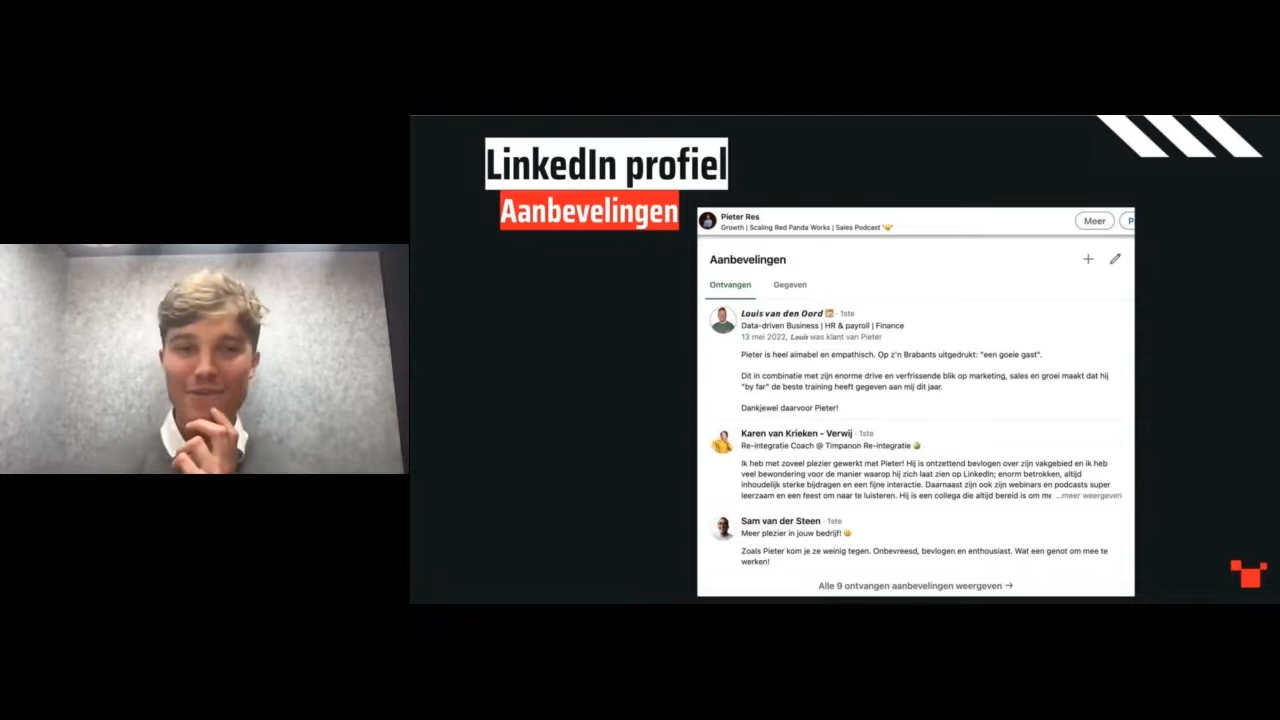 LinkedIn profiel
Aanbevelingen
Pieter Res
Growth | Scaling Red Panda Works | Sales Podcast
Meer
P
Aanbevelingen
Ontvangen
Gegeven
Louis van den Oord · 1ste
Data-driven Business | HR & payroll | Finance
13 mei 2022, Louis was klant van Pieter
Pieter is heel aimabel en empathisch. Op z'n Brabants uitgedrukt: "een goeie gast".
Dit in combinatie met zijn enorme drive en verfrissende blik op marketing, sales en groei maakt dat hij
"by far" de beste training heeft gegeven aan mij dit jaar.
Dankjewel daarvoor Pieter!
Karen van Krieken - Verwij · 1ste
Re-integratie Coach @ Timpanon Re-integratie
Ik heb met zoveel plezier gewerkt met Pieter! Hij is ontzettend bevlogen over zijn vakgebied en ik heb
veel bewondering voor de manier waarop hij zich laat zien op LinkedIn; enorm betrokken, altijd
inhoudelijk sterke bijdragen en een fijne interactie. Daarnaast zijn ook zijn webinars en podcasts super
leerzaam en een feest om naar te luisteren. Hij is een collega die altijd bereid is om me ...meer weergeven
Sam van der Steen · 1ste
Meer plezier in jouw bedrijf!
Zoals Pieter kom je ze weinig tegen. Onbevreesd, bevlogen en enthousiast. Wat een genot om mee te
werken!
Alle 9 ontvangen aanbevelingen weergeven →